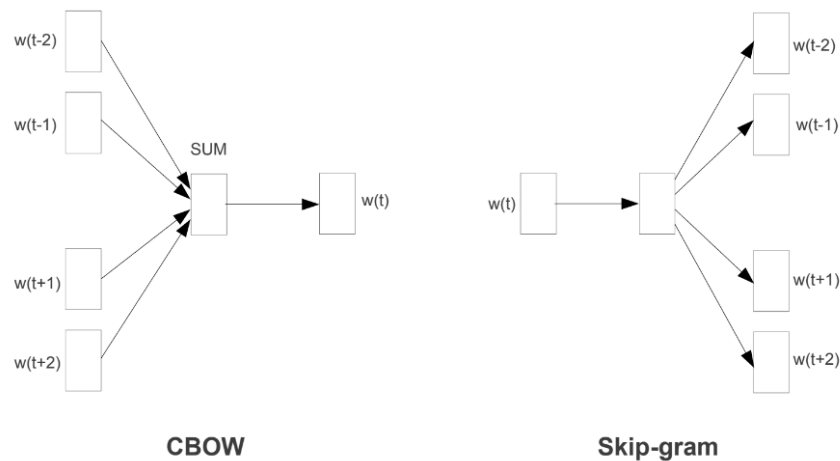 w(t-2)
w(t-1)
SUM
w(t)
w(t+1)
w(t+2)
CBOW
w(t-2)
w(t-1)
w(t)
w(t+1)
w(t+2)
Skip-gram